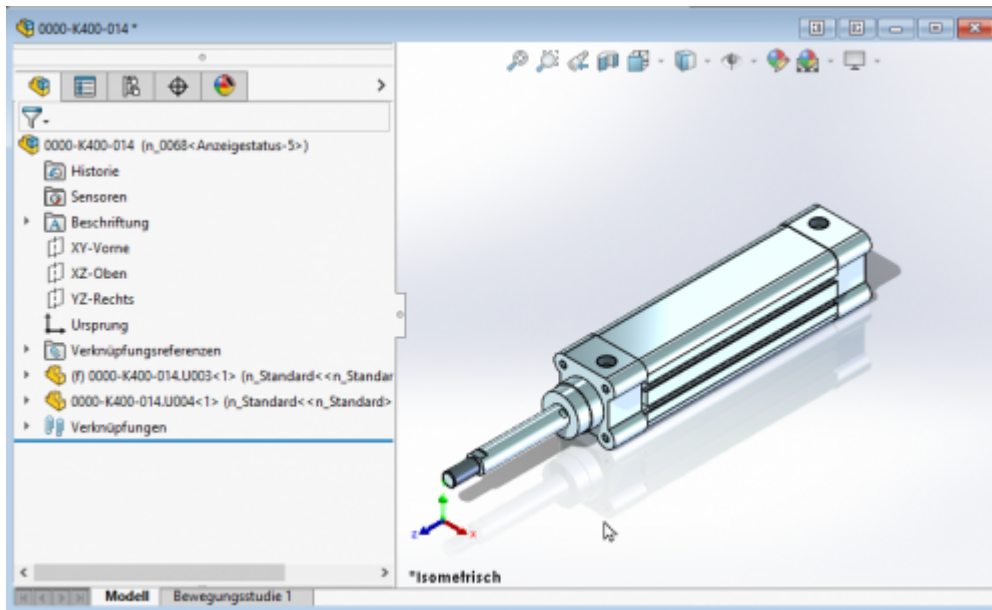 0000-K400-014 *
0000-K400-014 (n_0068<Anzeigestatus-5>)
Historie
Sensoren
A Beschriftung
XY-Vorne
XZ-Oben
YZ-Rechts
Ursprung
Verknüpfungsreferenzen
(f) 0000-K400-014.U003<1> (n_Standard<<n_Standar
0000-K400-014.U004<1> (n_Standard<<n_Standard>
Verknüpfungen
z x
*Isometrisch
Modell Bewegungsstudie 1